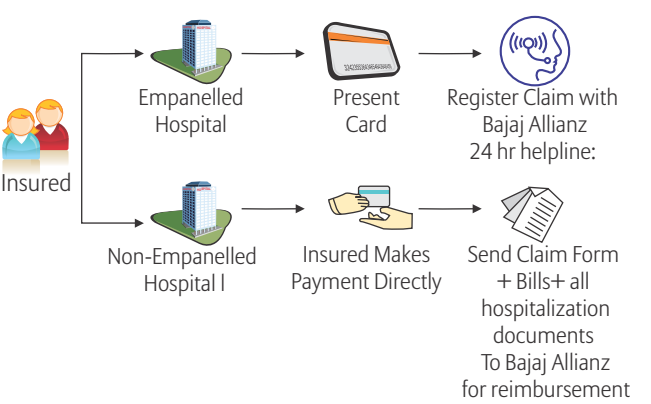 Insured
Empanelled
Hospital
Present
Card
Register Claim with
Bajaj Allianz
24 hr helpline:
Non-Empanelled
Hospital l
Insured Makes
Payment Directly
Send Claim Form
+ Bills+ all
hospitalization
documents
To Bajaj Allianz
for reimbursement